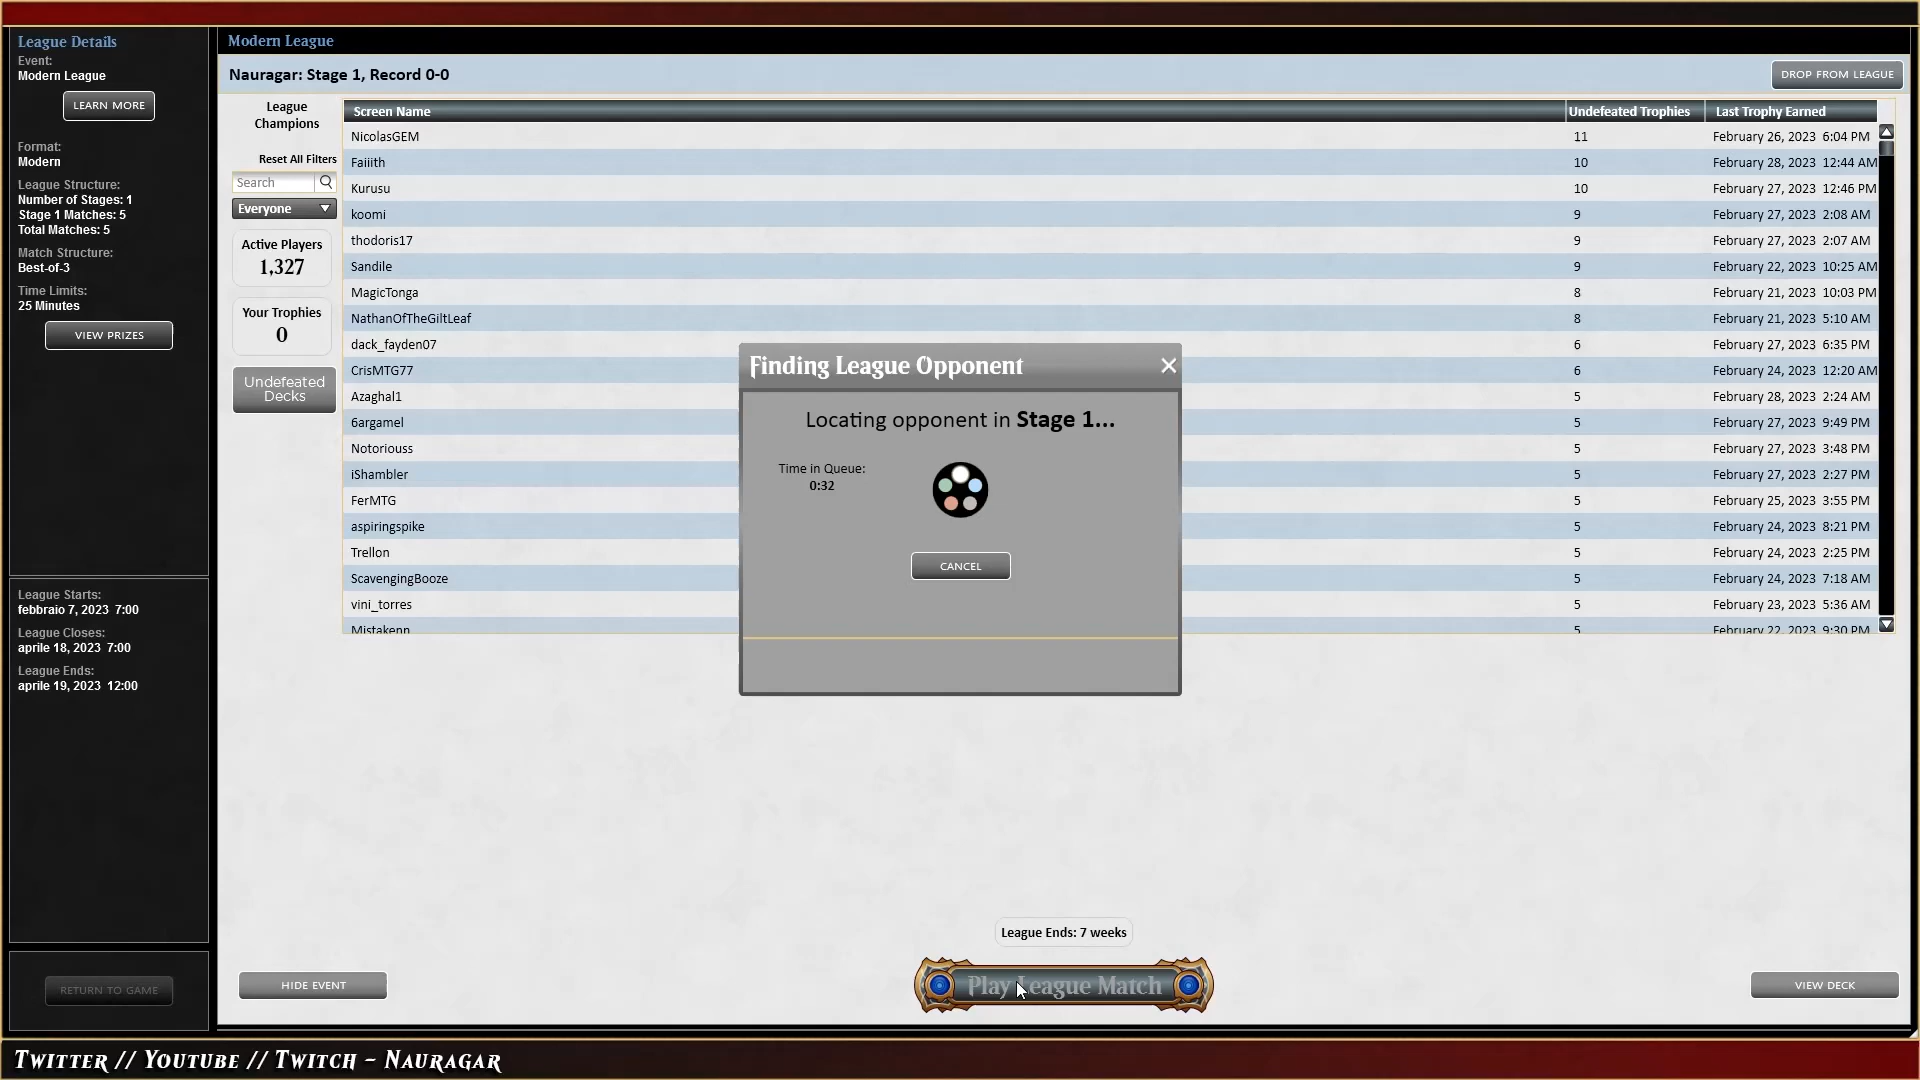 League Details
Event:
Modern League
LEARN MORE
Format:
Modern
League Structure:
Number of Stages: 1
Stage 1 Matches: 5
Total Matches: 5
Match Structure:
Best-of-3
Time Limits:
25 Minutes
VIEW PRIZES
League Starts:
febbraio 7, 2023 7:00
League Closes:
aprile 18, 2023 7:00
League Ends:
aprile 19, 2023 12:00
RETURN TO GAME
Modern League
Nauragar: Stage 1, Record 0-0
DROP FROM LEAGUE
League
Champions
Reset All Filters
Search
Everyone
Active Players
1,327
Your Trophies
0
Undefeated
Decks
Screen Name Undefeated Trophies Last Trophy Earned
NicolasGEM 11 February 26, 2023 6:04 PM
Faiiith 10 February 28, 2023 12:44 AM
Kurusu 10 February 27, 2023 12:46 PM
koomi 9 February 27, 2023 2:08 AM
thodoris17 9 February 27, 2023 2:07 AM
Sandile 9 February 22, 2023 10:25 AM
MagicTonga 8 February 21, 2023 10:03 PM
NathanOfTheGiltLeaf 8 February 21, 2023 5:10 AM
dack_fayden07 6 February 27, 2023 6:35 PM
CrisMTG77 6 February 24, 2023 12:20 AM
Azaghal1 5 February 28, 2023 2:24 AM
6argamel 5 February 27, 2023 9:49 PM
Notoriouss 5 February 27, 2023 3:48 PM
iShambler 5 February 27, 2023 2:27 PM
FerMTG 5 February 25, 2023 3:55 PM
aspiringspike 5 February 24, 2023 8:21 PM
Trellon 5 February 24, 2023 2:25 PM
ScavengingBooze 5 February 24, 2023 7:18 AM
vini_torres 5 February 23, 2023 5:36 AM
Mistakenn 5 February 22, 2023 9:30 PM
Finding League Opponent
Locating opponent in Stage 1...
Time in Queue:
0:32
CANCEL
League Ends: 7 weeks
HIDE EVENT
Play League Match
VIEW DECK
Twitter // Youtube // Twitch - Nauragar